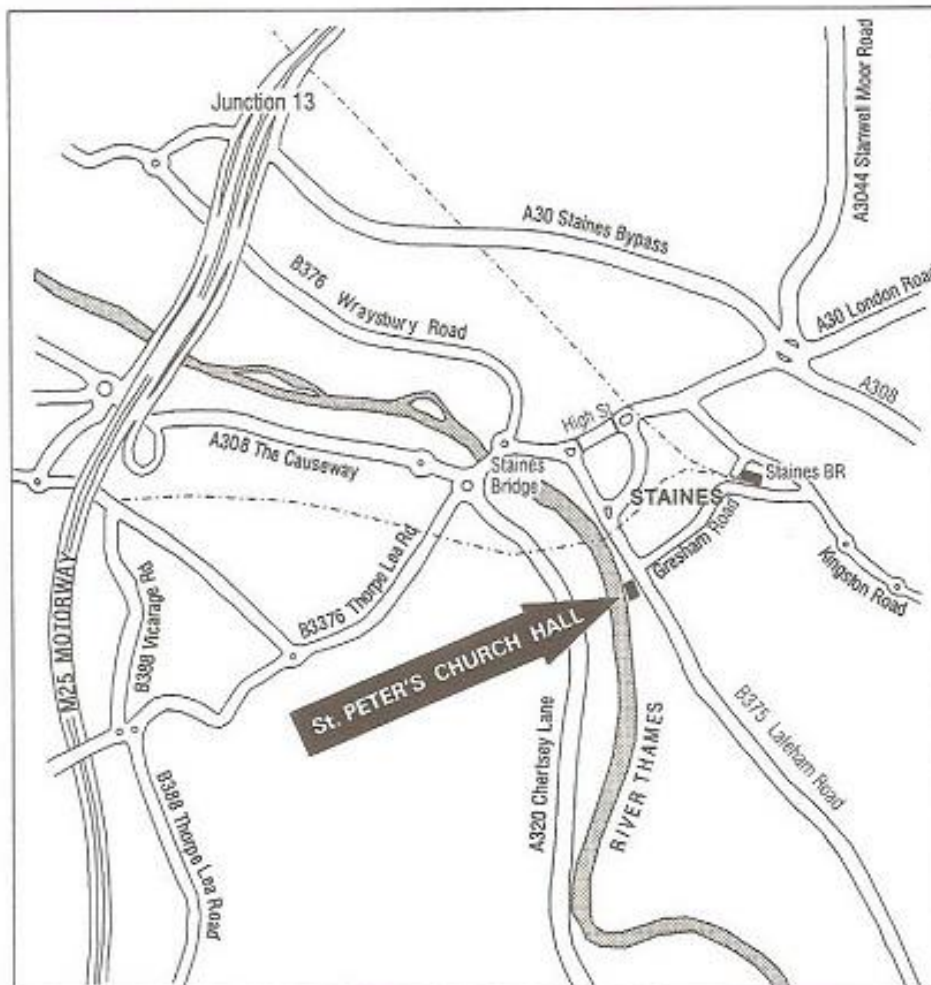 Junction 13
A3044 Stanwell Moor Road
A30 Staines Bypass
B376 Wraysbury Road
A30 London Road
A308
High St
A308 The Causeway
Staines
Bridge
Staines BR
STAINES
Gresham Road
Kingston Road
M25 MOTORWAY
B388 Vicarage Rd
B3376 Thorpe Lea Rd
St. PETER'S CHURCH HALL
B375 Laleham Road
RIVER THAMES
A320 Chertsey Lane
B388 Thorpe Lea Road